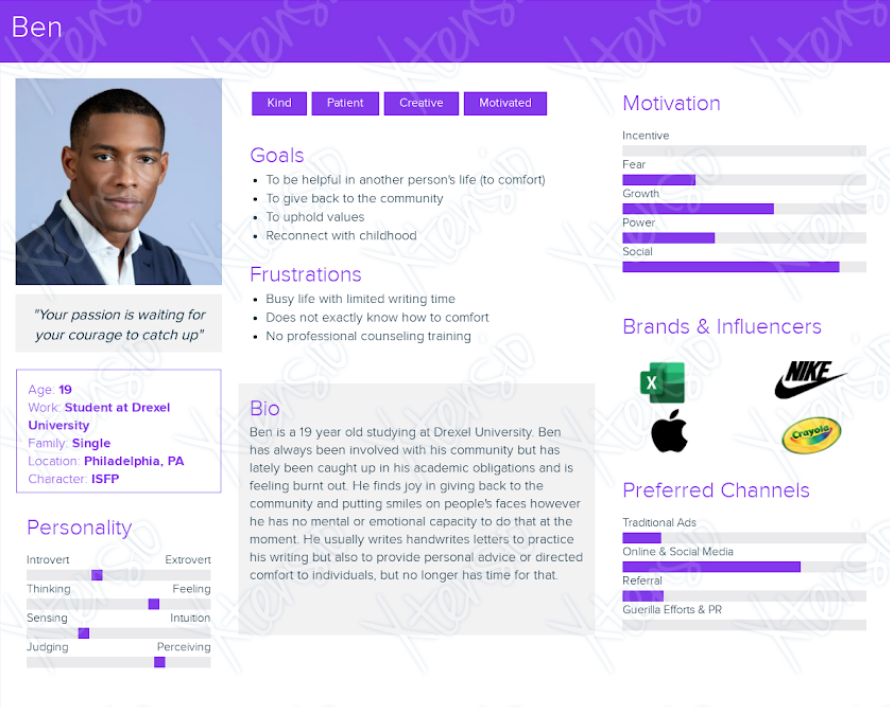 Ben
Kind
Patient
Creative
Motivated
"Your passion is waiting for
your courage to catch up"
Age: 19
Work: Student at Drexel
University
Family: Single
Location: Philadelphia, PA
Character: ISFP
Personality
Introvert Extrovert
Thinking Feeling
Sensing Intuition
Judging Perceiving
Goals
To be helpful in another person's life (to comfort)
To give back to the community
To uphold values
Reconnect with childhood
Frustrations
Busy life with limited writing time
Does not exactly know how to comfort
No professional counseling training
Bio
Ben is a 19 year old studying at Drexel University. Ben
has always been involved with his community but has
lately been caught up in his academic obligations and is
feeling burnt out. He finds joy in giving back to the
community and putting smiles on people's faces however
he has no mental or emotional capacity to do that at the
moment. He usually writes handwrites letters to practice
his writing but also to provide personal advice or directed
comfort to individuals, but no longer has time for that.
Motivation
Incentive
Fear
Growth
Power
Social
Brands & Influencers
X
NIKE
Crayola
Preferred Channels
Traditional Ads
Online & Social Media
Referral
Guerilla Efforts & PR